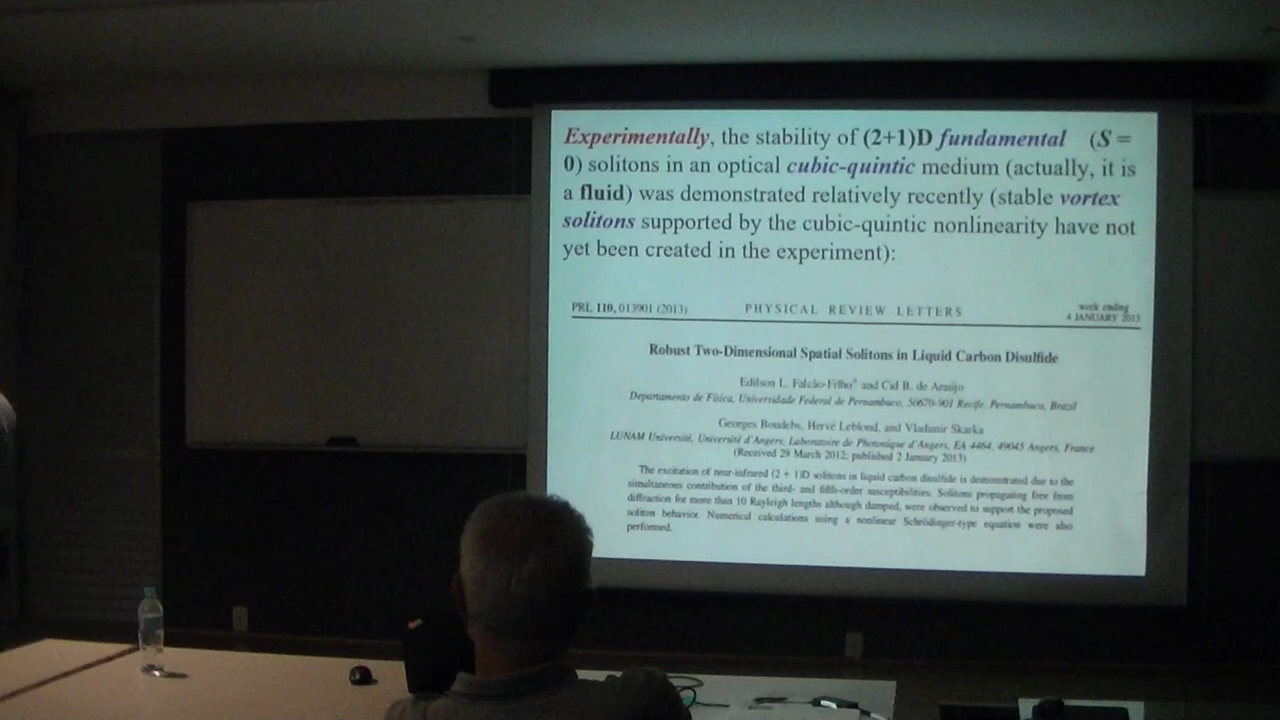 Experimentally, the stability of (2+1)D fundamental (S =
0) solitons in an optical cubic-quintic medium (actually, it is
a fluid) was demonstrated relatively recently (stable vortex
solitons supported by the cubic-quintic nonlinearity have not
yet been created in the experiment):
PRL 110, 013901 (2013) PHYSICAL REVIEW LETTERS week ending
4 JANUARY 2013
Robust Two-Dimensional Spatial Solitons in Liquid Carbon Disulfide
Edilson L. Falcão-Filho* and Cid B. de Araújo
Departamento de Física, Universidade Federal de Pernambuco, 50670-901 Recife, Pernambuco, Brazil
Georges Boudebs, Hervé Leblond, and Vladimir Skarka
LUNAM Université, Université d'Angers, Laboratoire de Photonique d'Angers, EA 4464, 49045 Angers, France
(Received 29 March 2012; published 2 January 2013)
The excitation of near-infrared (2 + 1)D solitons in liquid carbon disulfide is demonstrated due to the
simultaneous contribution of the third- and fifth-order susceptibilities. Solitons propagating free from
diffraction for more than 10 Rayleigh lengths although damped, were observed to support the proposed
soliton behavior. Numerical calculations using a nonlinear Schrödinger-type equation were also
performed.